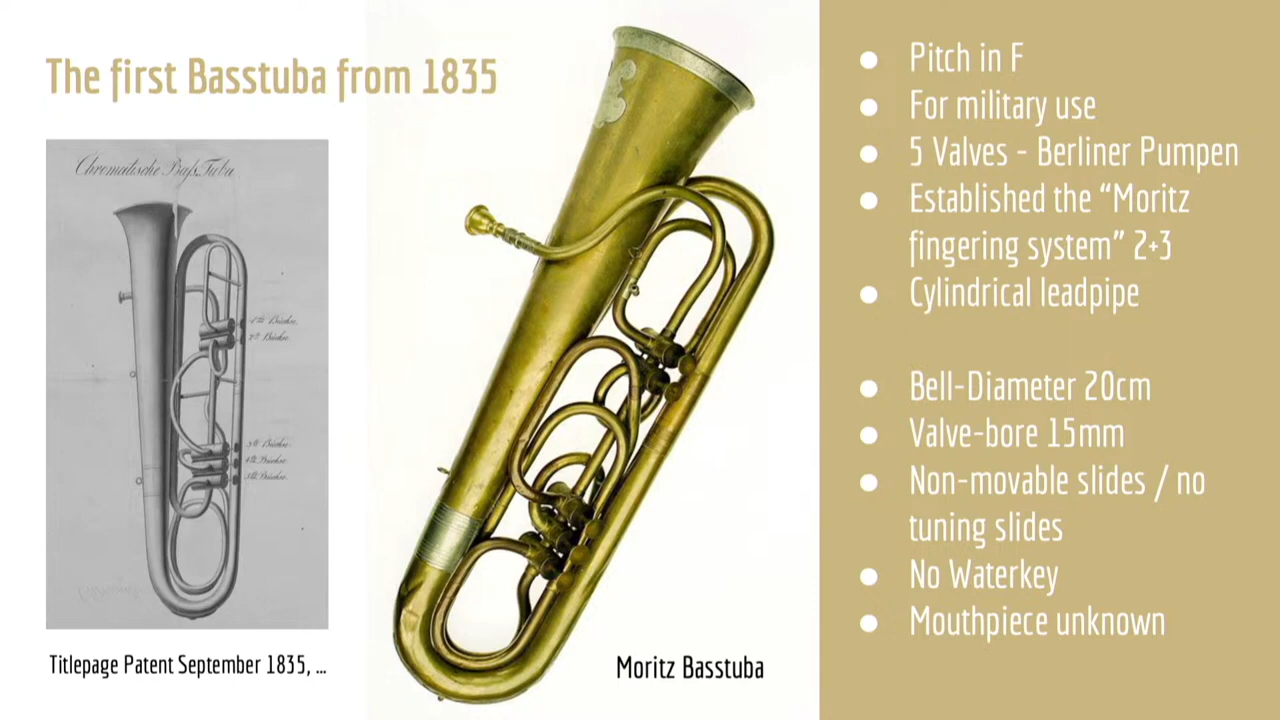 The first Basstuba from 1835
Chromatische Baß Tuba
Titlepage Patent September 1835, ...
Moritz Basstuba
● Pitch in F
● For military use
● 5 Valves - Berliner Pumpen
● Established the “Moritz
fingering system” 2+3
● Cylindrical leadpipe
● Bell-Diameter 20cm
● Valve-bore 15mm
● Non-movable slides / no
tuning slides
● No Waterkey
● Mouthpiece unknown